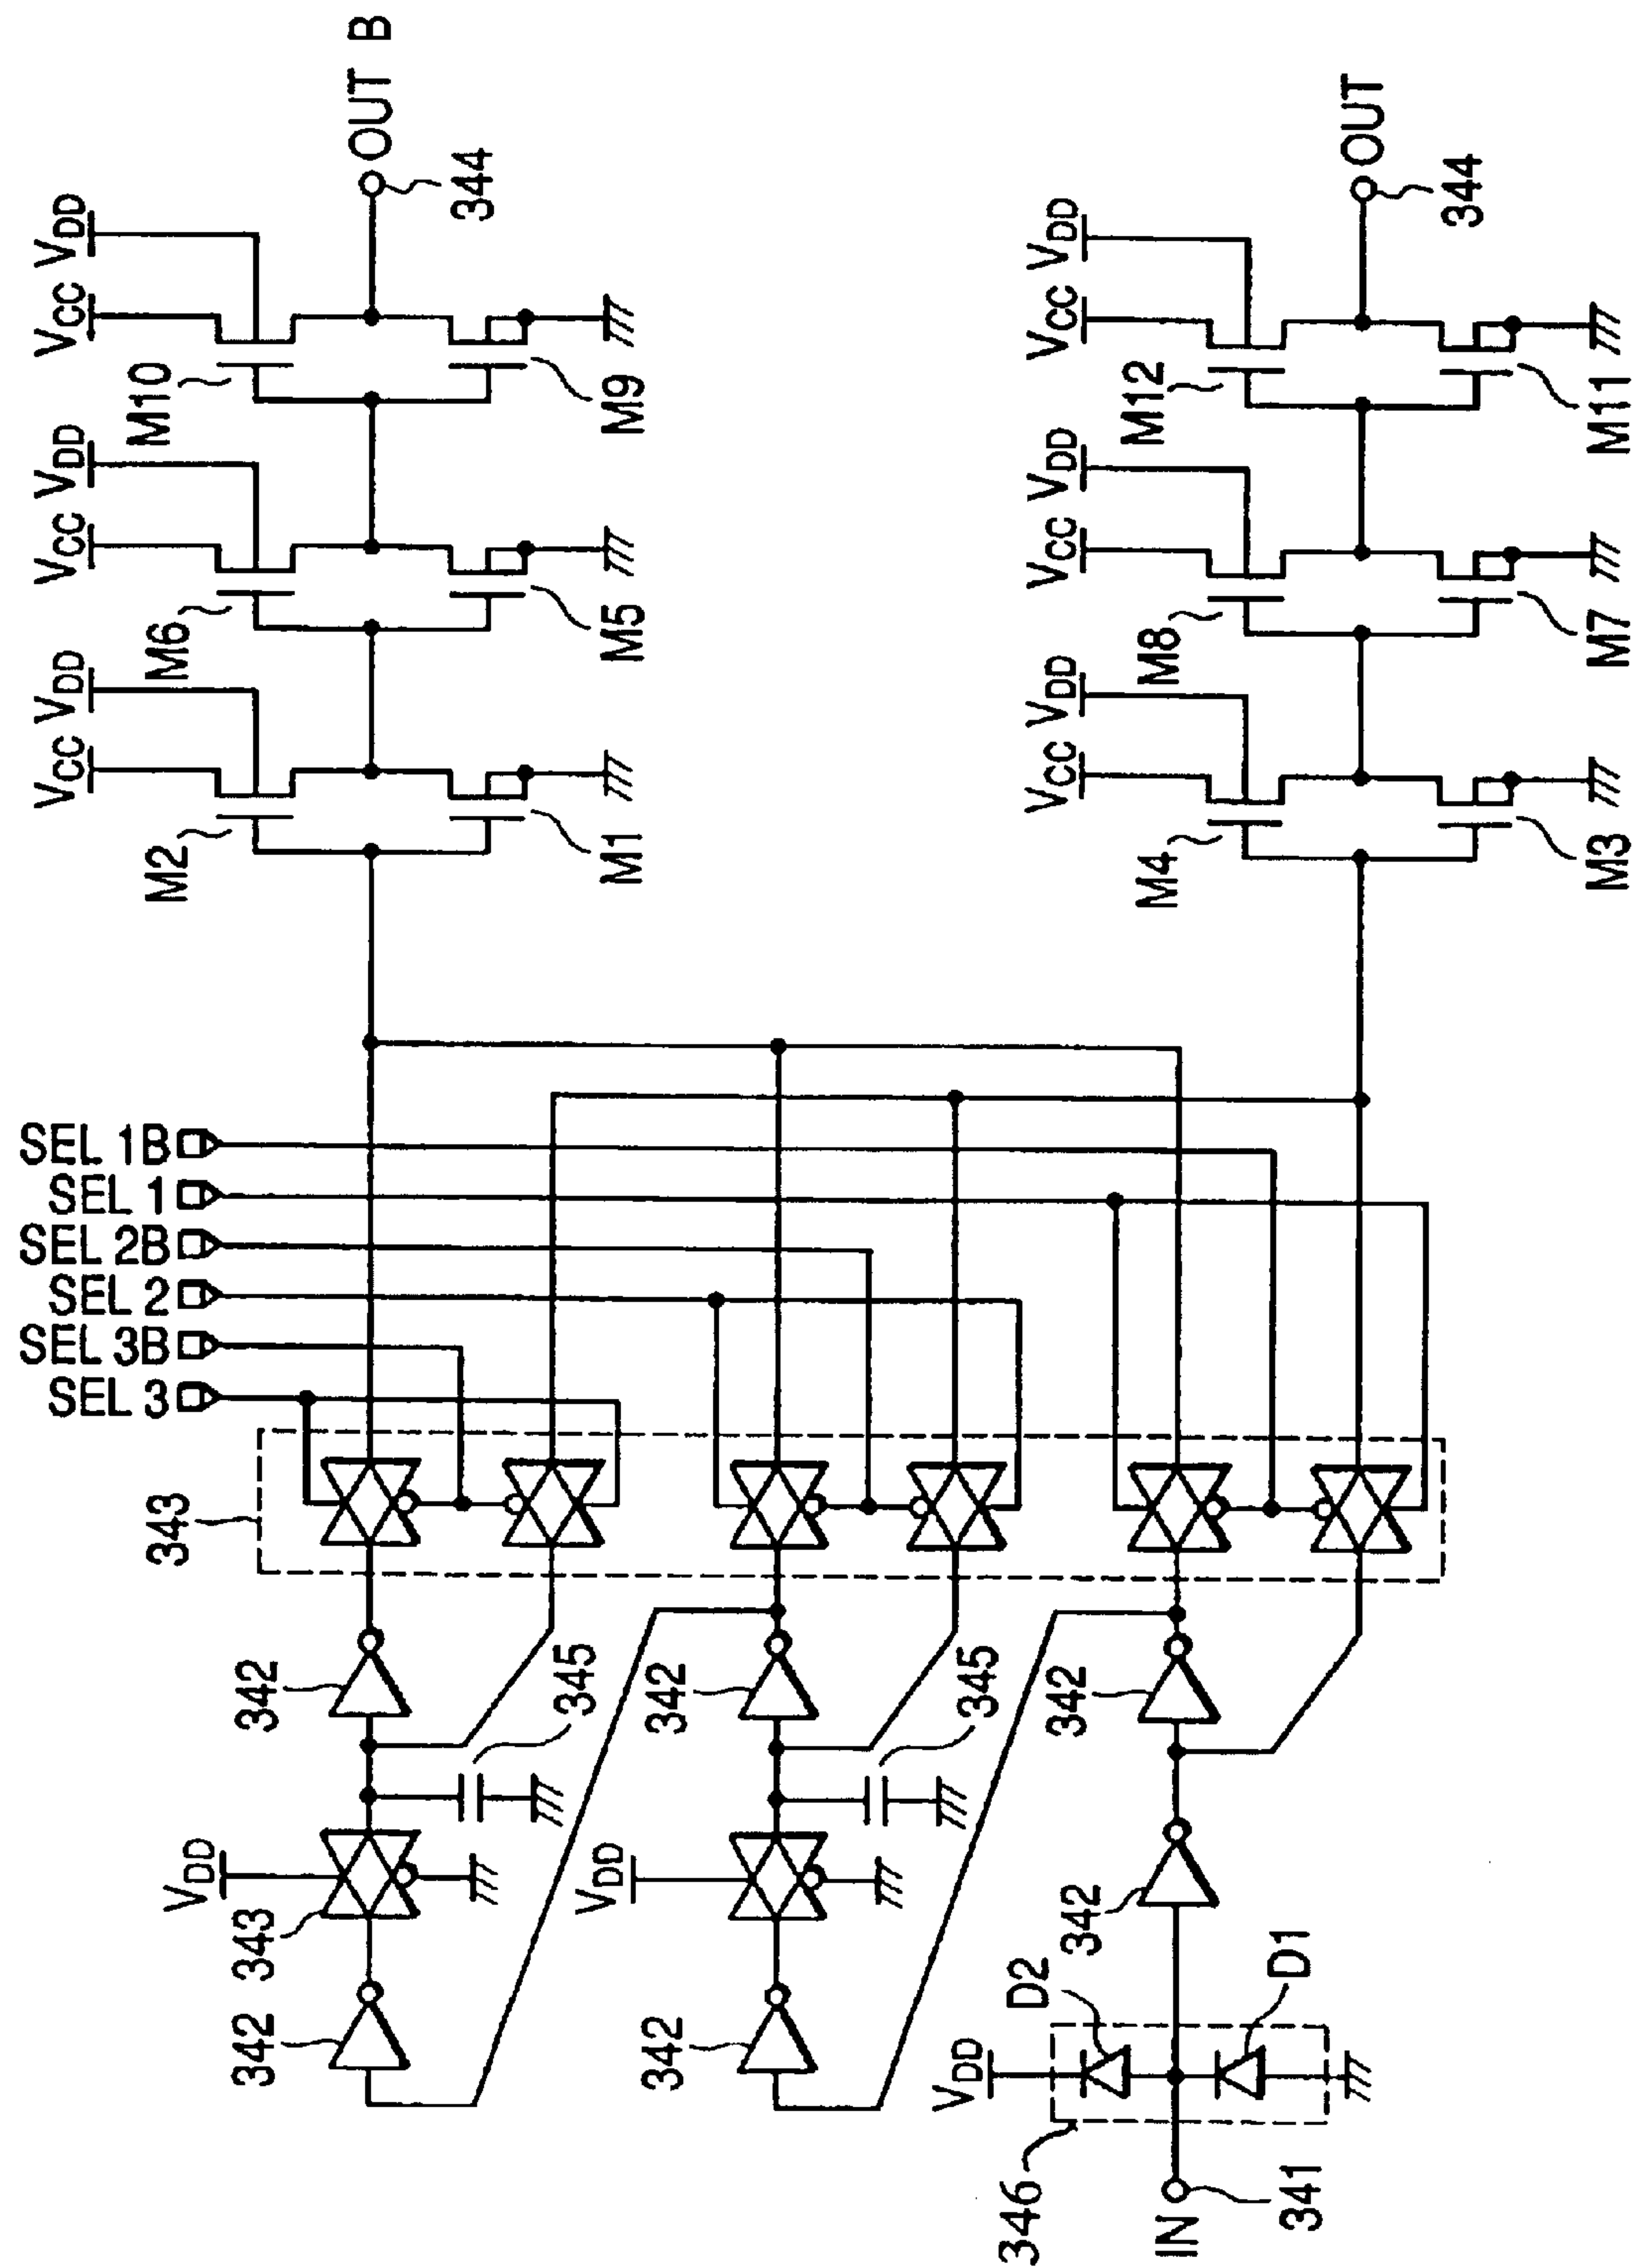 OUT B
344
VCC
VDD
VCC
VDD
VCC
VDD
M10
M9
M6
M5
M2
M1
OUT
344
VCC
VDD
VCC
VDD
VCC
VDD
M12
M11
M8
M7
M4
M3
SEL 1B
SEL 1
SEL 2B
SEL 2
SEL 3B
SEL 3
343
342
345
342
345
342
VDD
343
VDD
342
342
342
D2
D1
VDD
346
IN
341